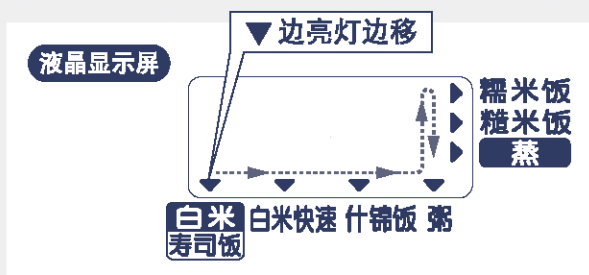 ▼边亮灯边移
液晶显示屏
糯米饭
糙米饭
蒸
白米 白米快速 什锦饭 粥
寿司饭